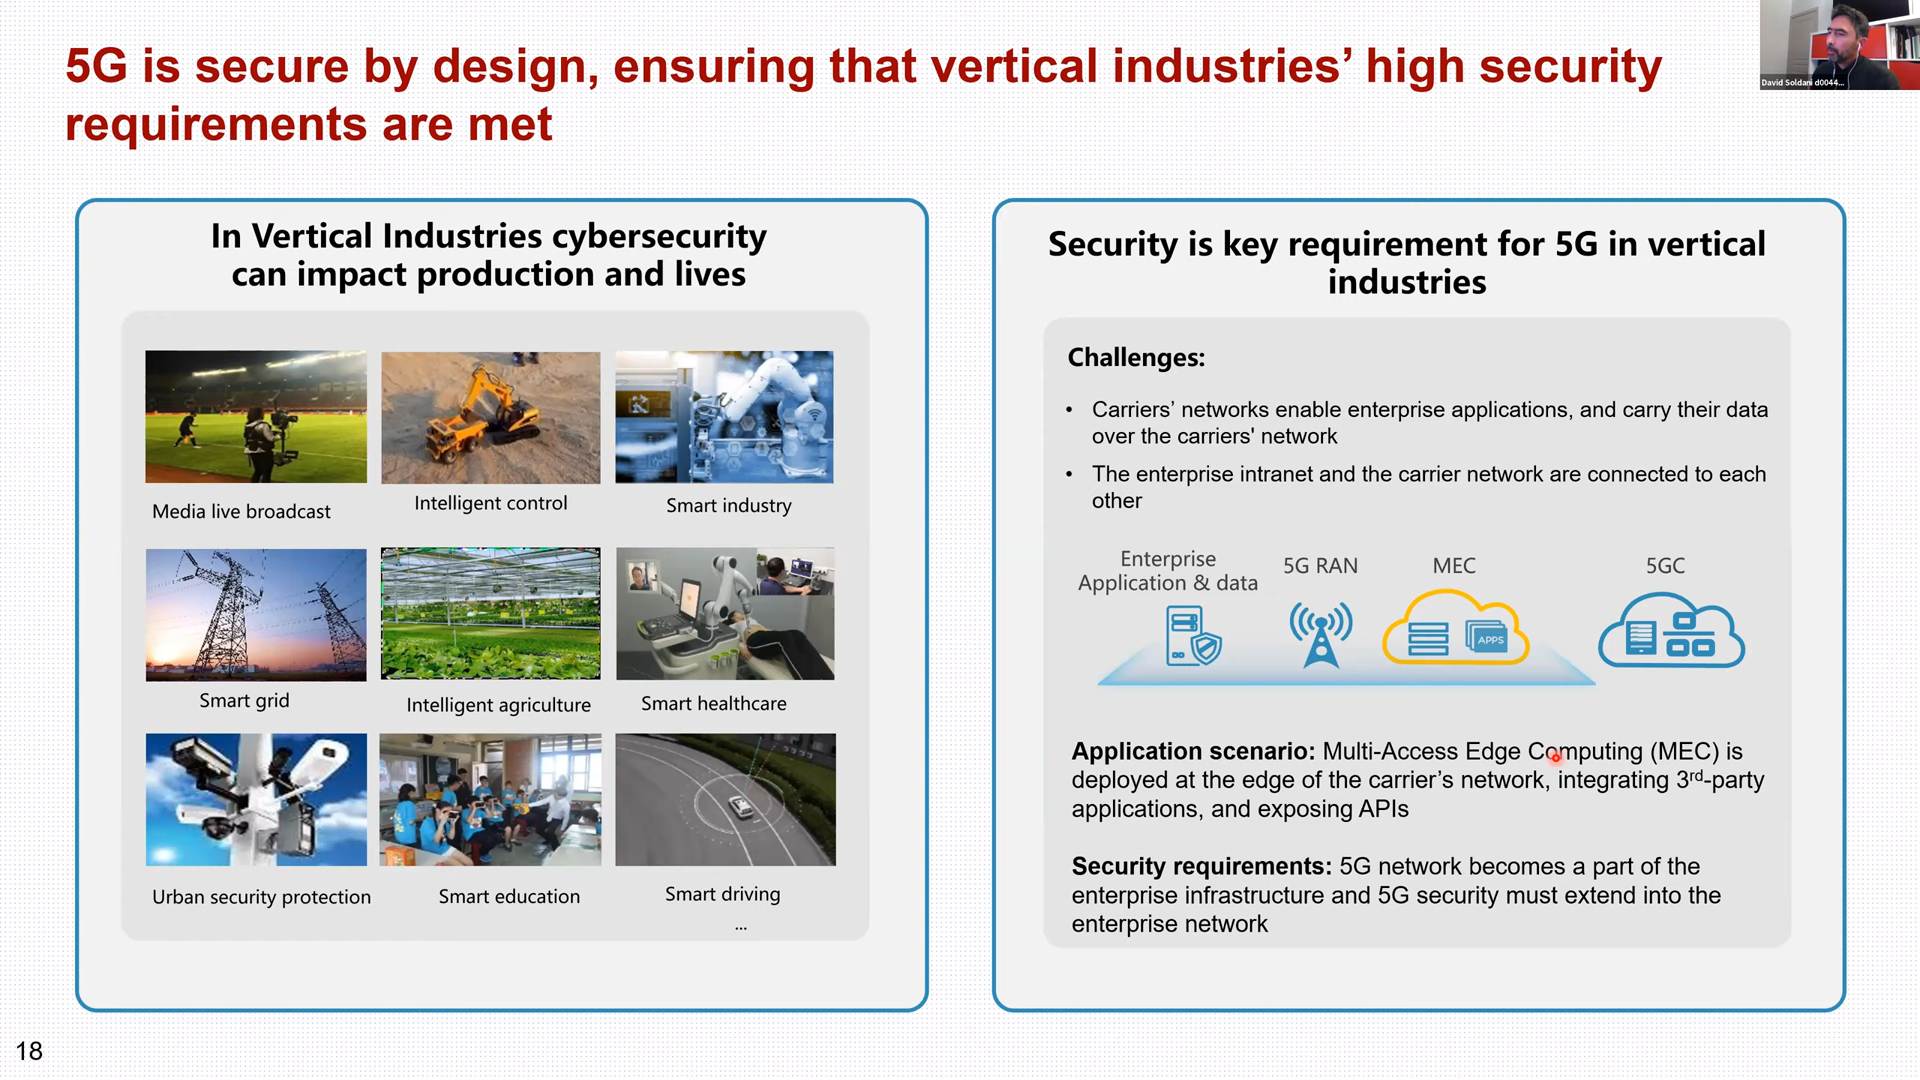 5G is secure by design, ensuring that vertical industries’ high security
requirements are met
David Soldani d0044...
In Vertical Industries cybersecurity
can impact production and lives
Media live broadcast
Intelligent control
Smart industry
Smart grid
Intelligent agriculture
Smart healthcare
Urban security protection
Smart education
Smart driving
...
Security is key requirement for 5G in vertical
industries
Challenges:
• Carriers’ networks enable enterprise applications, and carry their data
over the carriers' network
• The enterprise intranet and the carrier network are connected to each
other
Enterprise
Application & data
5G RAN
MEC
5GC
APPS
Application scenario: Multi-Access Edge Computing (MEC) is
deployed at the edge of the carrier’s network, integrating 3rd-party
applications, and exposing APIs
Security requirements: 5G network becomes a part of the
enterprise infrastructure and 5G security must extend into the
enterprise network
18